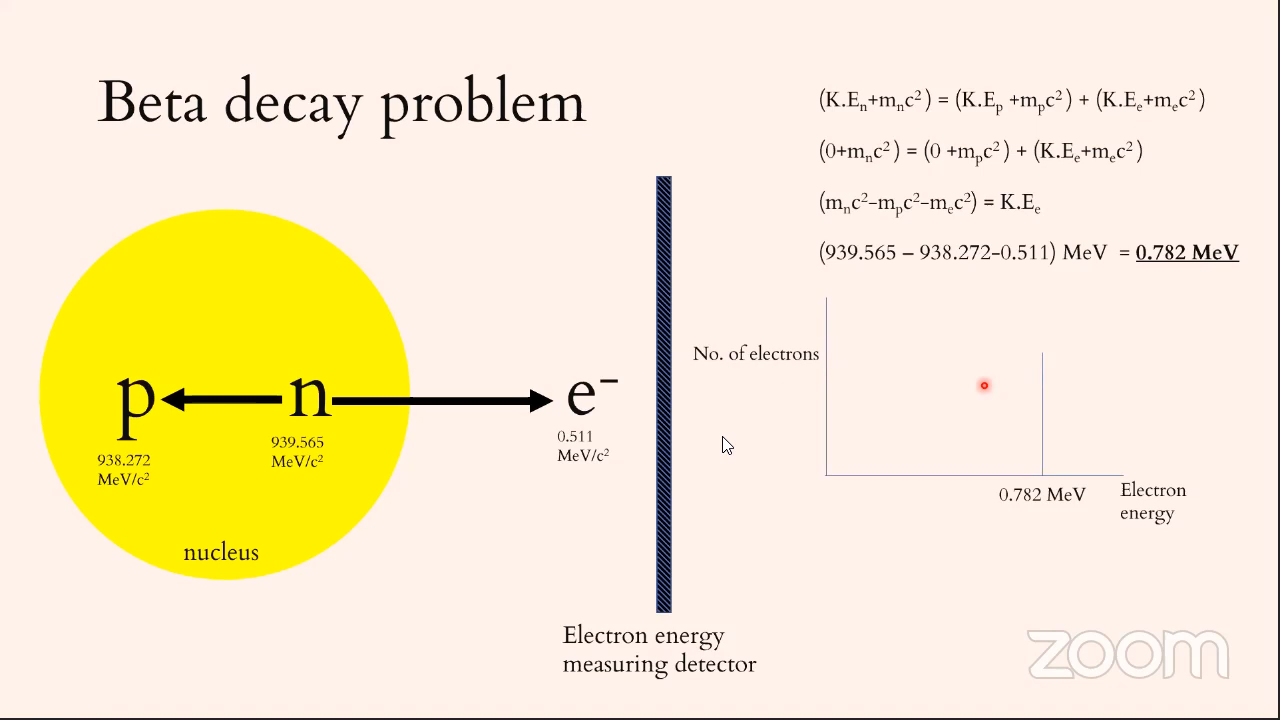 Beta decay problem
(K.Eₙ+mₙc²) = (K.Eₚ +mₚc²) + (K.Eₑ+mₑc²)
(0+mₙc²) = (0 +mₚc²) + (K.Eₑ+mₑc²)
(mₙc²-mₚc²-mₑc²) = K.Eₑ
(939.565 – 938.272-0.511) MeV = 0.782 MeV
No. of electrons
p
n
e⁻
938.272
MeV/c²
939.565
MeV/c²
0.511
MeV/c²
nucleus
0.782 MeV
Electron
energy
Electron energy
measuring detector
zoom